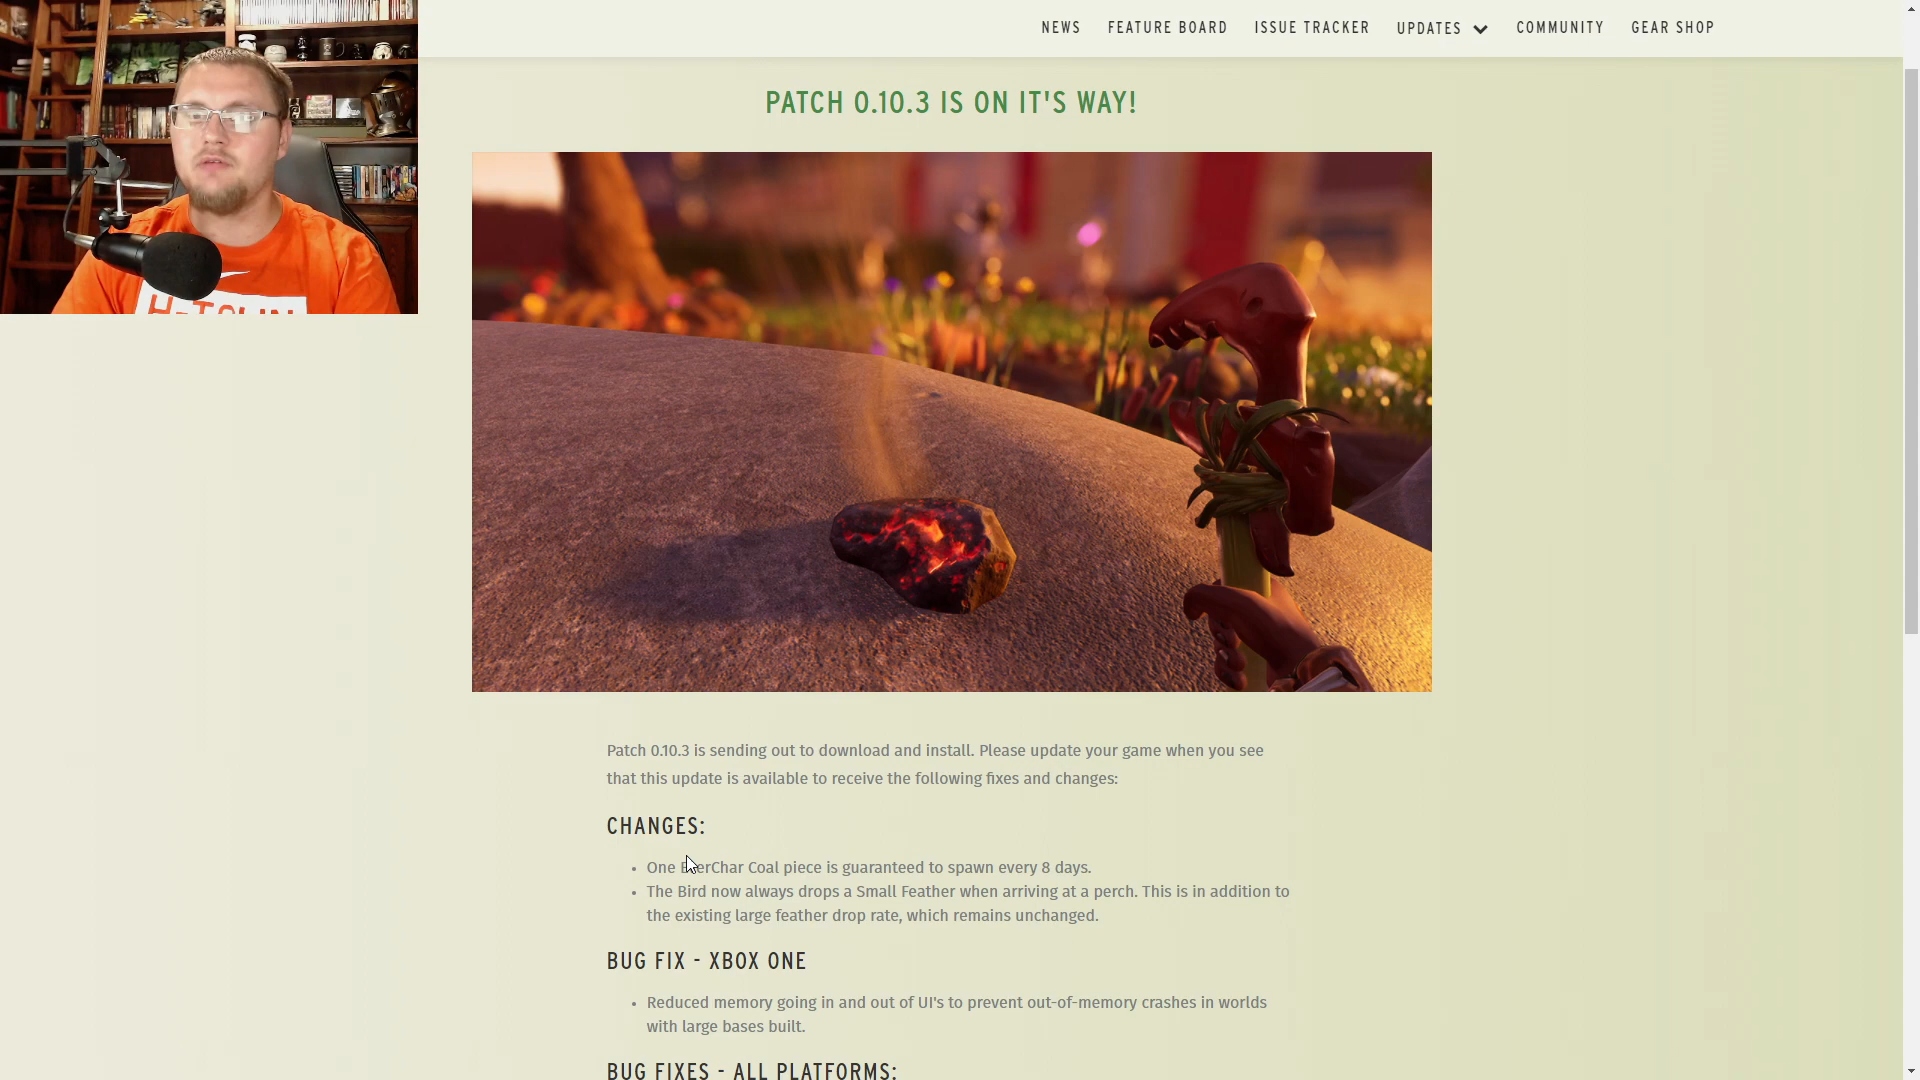 NEWS FEATURE BOARD ISSUE TRACKER UPDATES COMMUNITY GEAR SHOP
PATCH 0.10.3 IS ON IT'S WAY!
Patch 0.10.3 is sending out to download and install. Please update your game when you see
that this update is available to receive the following fixes and changes:
CHANGES:
• One EverChar Coal piece is guaranteed to spawn every 8 days.
• The Bird now always drops a Small Feather when arriving at a perch. This is in addition to
the existing large feather drop rate, which remains unchanged.
BUG FIX - XBOX ONE
• Reduced memory going in and out of UI's to prevent out-of-memory crashes in worlds
with large bases built.
BUG FIXES - ALL PLATFORMS: